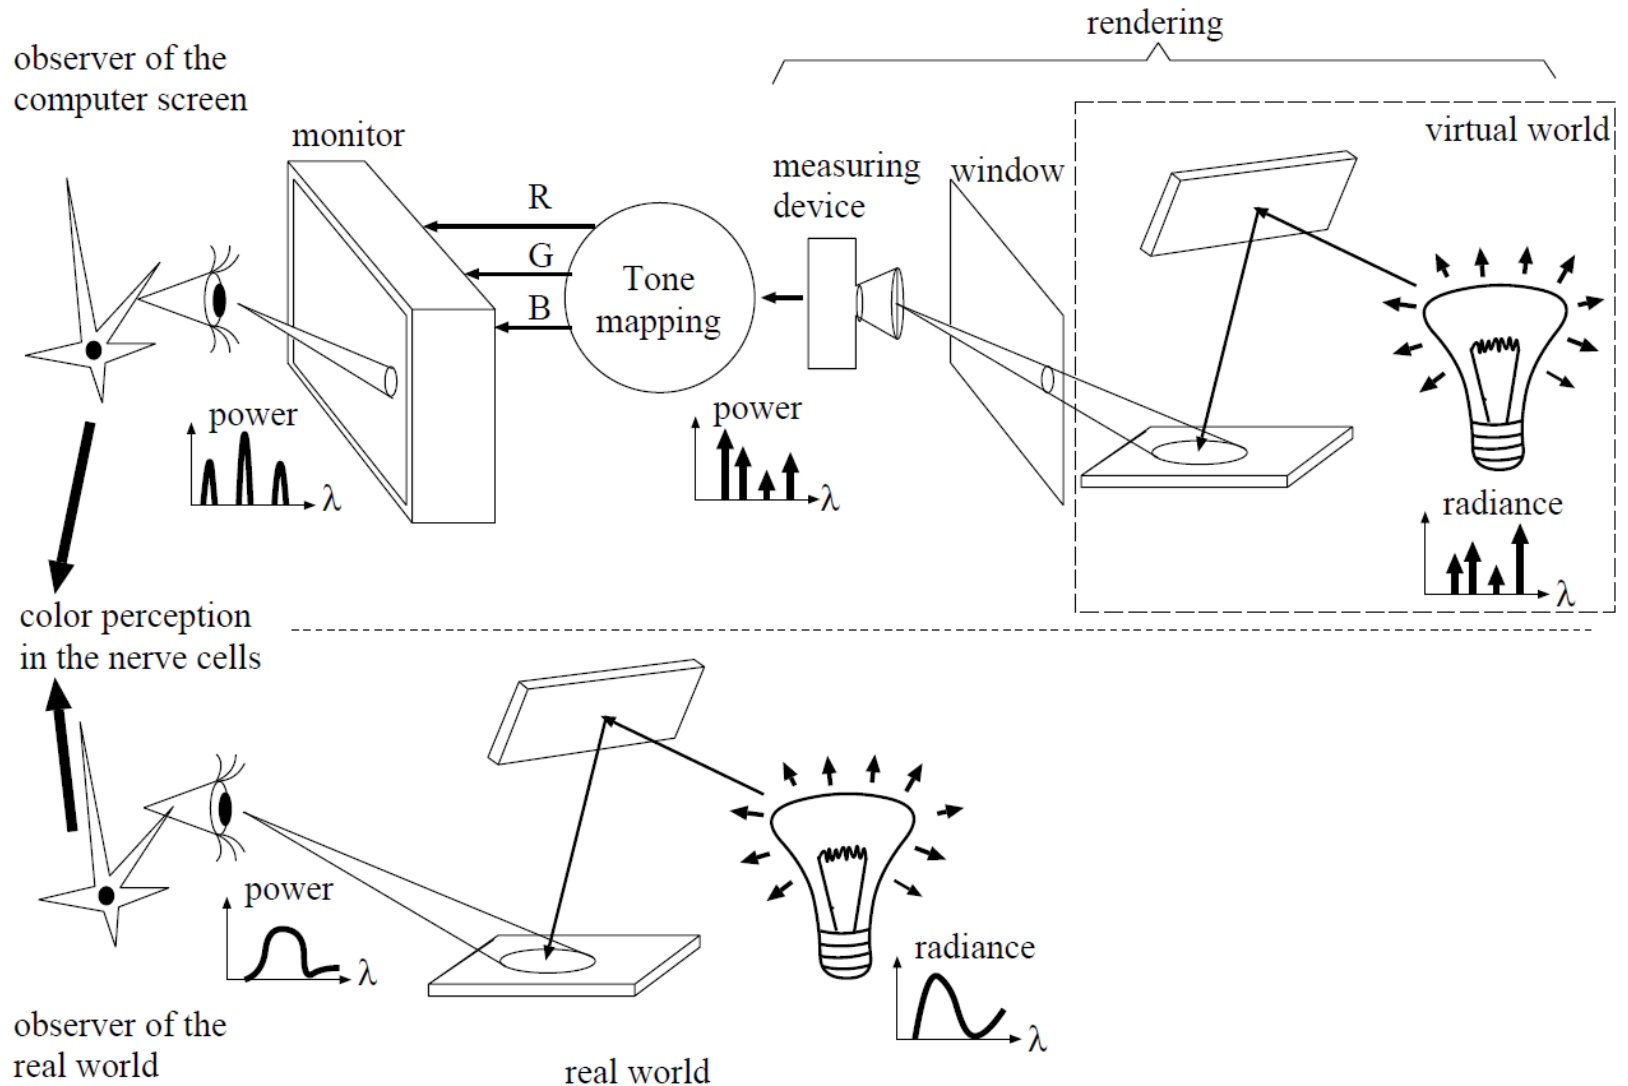 rendering
observer of the
computer screen
monitor
measuring
device
window
virtual world
R
G
B
Tone
mapping
power
λ
power
λ
radiance
λ
color perception
in the nerve cells
power
λ
radiance
λ
observer of the
real world
real world